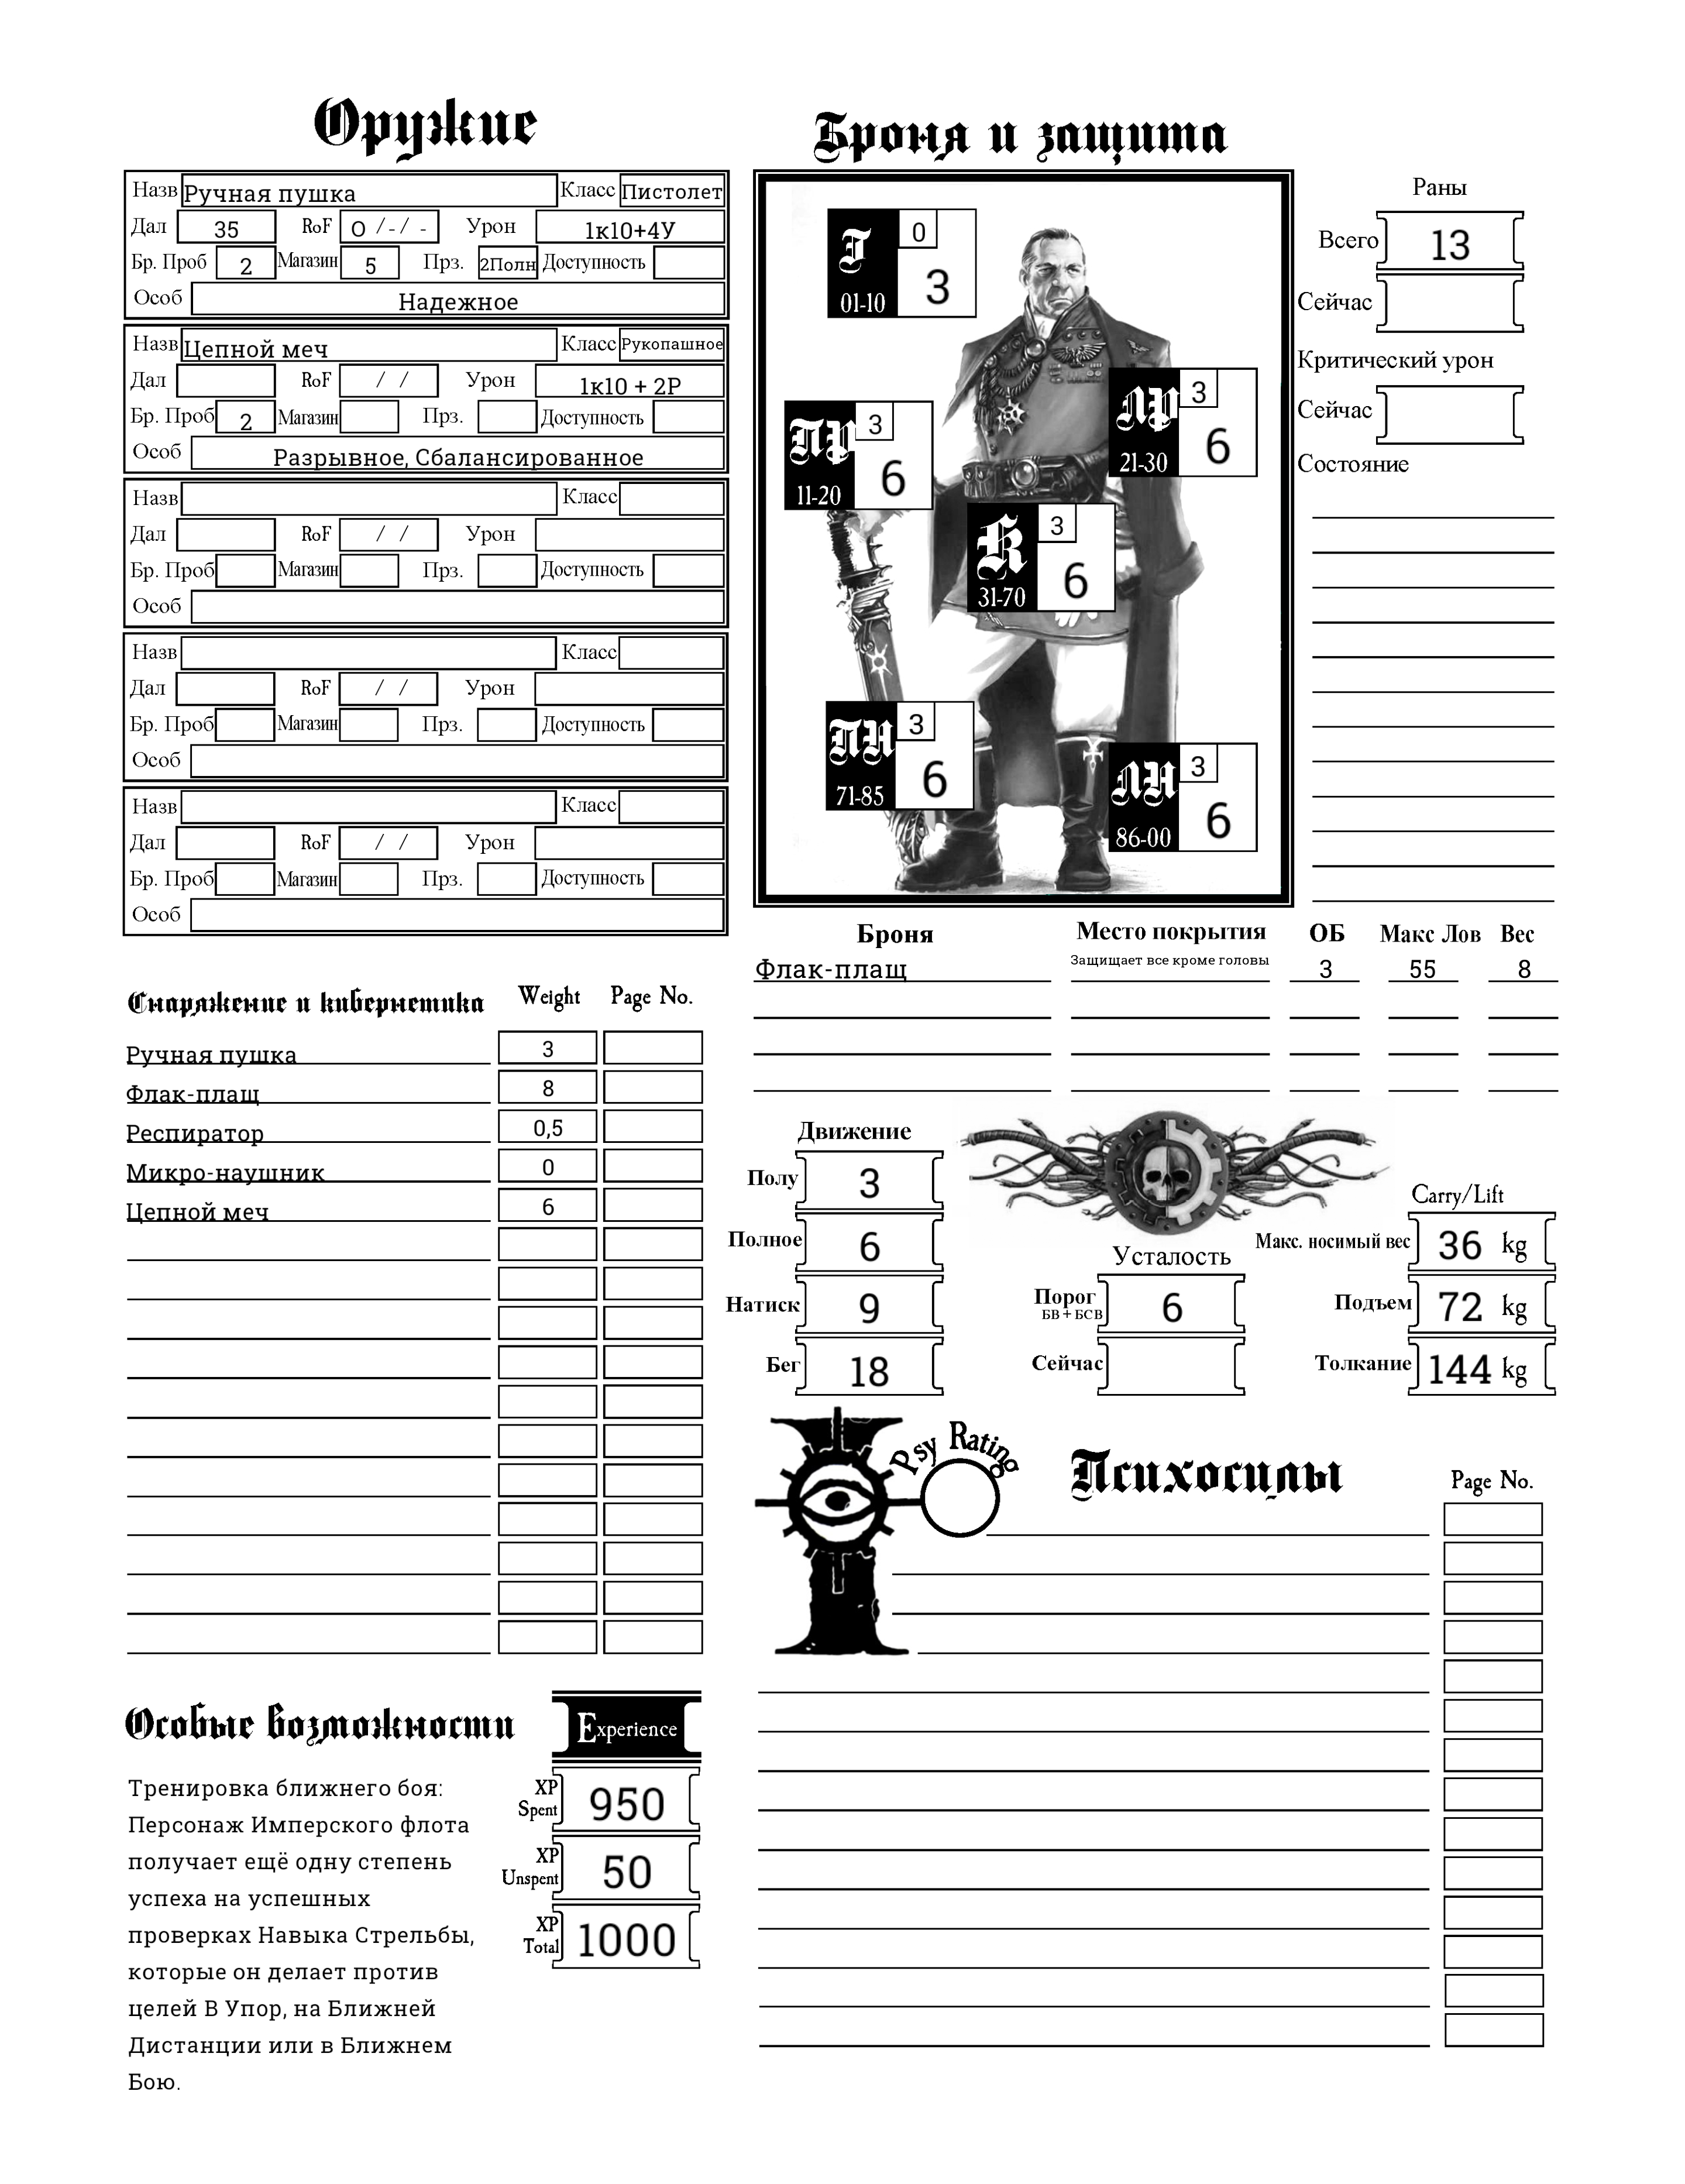 Оружие
Назв Ручная пушка Класс Пистолет
Дал 35 RoF О /-/ - Урон 1к10+4У
Бр. Проб 2 Магазин 5 Прз. 2Полн Доступность
Особ Надежное
Назв Цепной меч Класс Рукопашное
Дал RoF / / Урон 1к10 + 2Р
Бр. Проб 2 Магазин Прз. Доступность
Особ Разрывное, Сбалансированное
Назв Класс
Дал RoF / / Урон
Бр. Проб Магазин Прз. Доступность
Особ
Назв Класс
Дал RoF / / Урон
Бр. Проб Магазин Прз. Доступность
Особ
Назв Класс
Дал RoF / / Урон
Бр. Проб Магазин Прз. Доступность
Особ
Броня и защита
Г 0
01-10 3
ПР 3
11-20 6
ЛР 3
21-30 6
К 3
31-70 6
ПН 3
71-85 6
ЛН 3
86-00 6
Раны
Всего 13
Сейчас
Критический урон
Сейчас
Состояние
Броня Место покрытия ОБ Макс Лов Вес
Флак-плащ Защищает все кроме головы 3 55 8
Снаряжение и кибернетика Weight Page No.
Ручная пушка 3
Флак-плащ 8
Респиратор 0,5
Микро-наушник 0
Цепной меч 6
Движение
Полу 3
Полное 6
Натиск 9
Бег 18
Усталость
Порог 6
БВ + БСВ
Сейчас
Carry/Lift
Макс. носимый вес 36 kg
Подъем 72 kg
Толкание 144 kg
Psy Rating
Психосилы Page No.
Особые возможности
Тренировка ближнего боя:
Персонаж Имперского флота
получает ещё одну степень
успеха на успешных
проверках Навыка Стрельбы,
которые он делает против
целей В Упор, на Ближней
Дистанции или в Ближнем
Бою.
Experience
XP Spent 950
XP Unspent 50
XP Total 1000